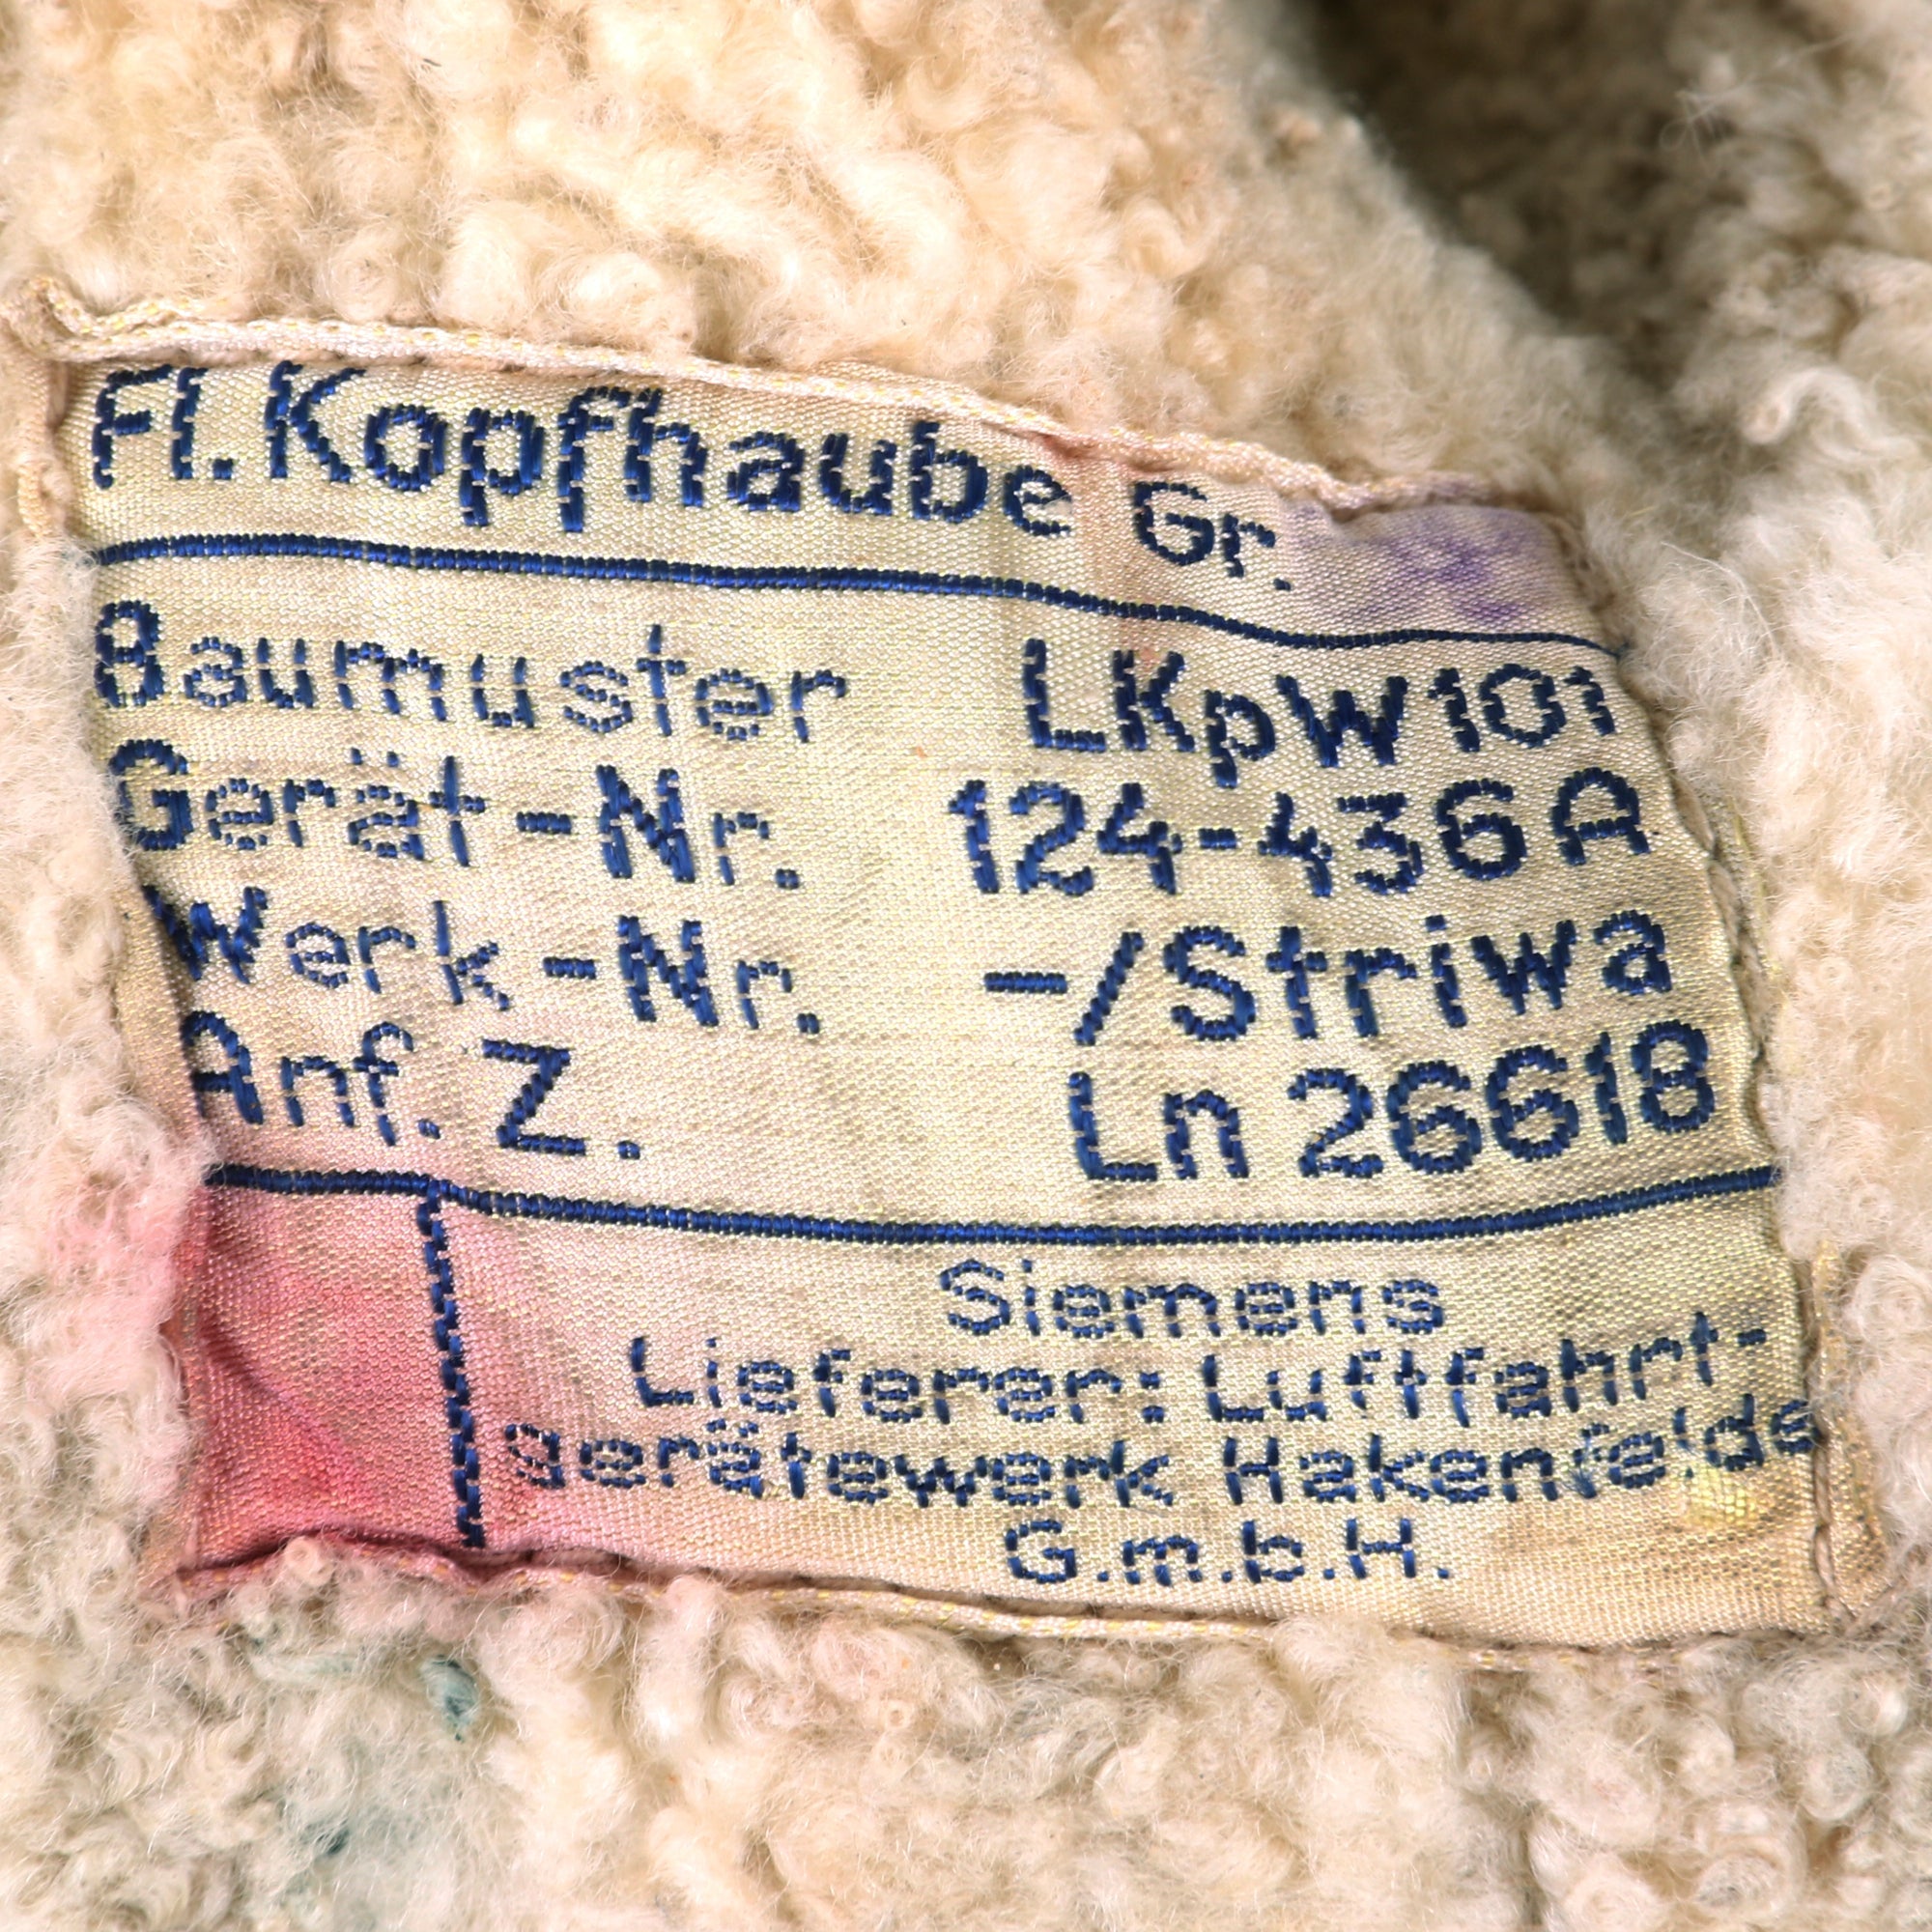 Fl. Kopfhaube Gr.
Baumuster LKpW101
Gerät-Nr. 124-436A
Werk-Nr. -/Striwa
Anf. Z. Ln 26618
Siemens
Lieferer: Luftfahrt-
gerätewerk Hakenfelde
G.m.b.H.